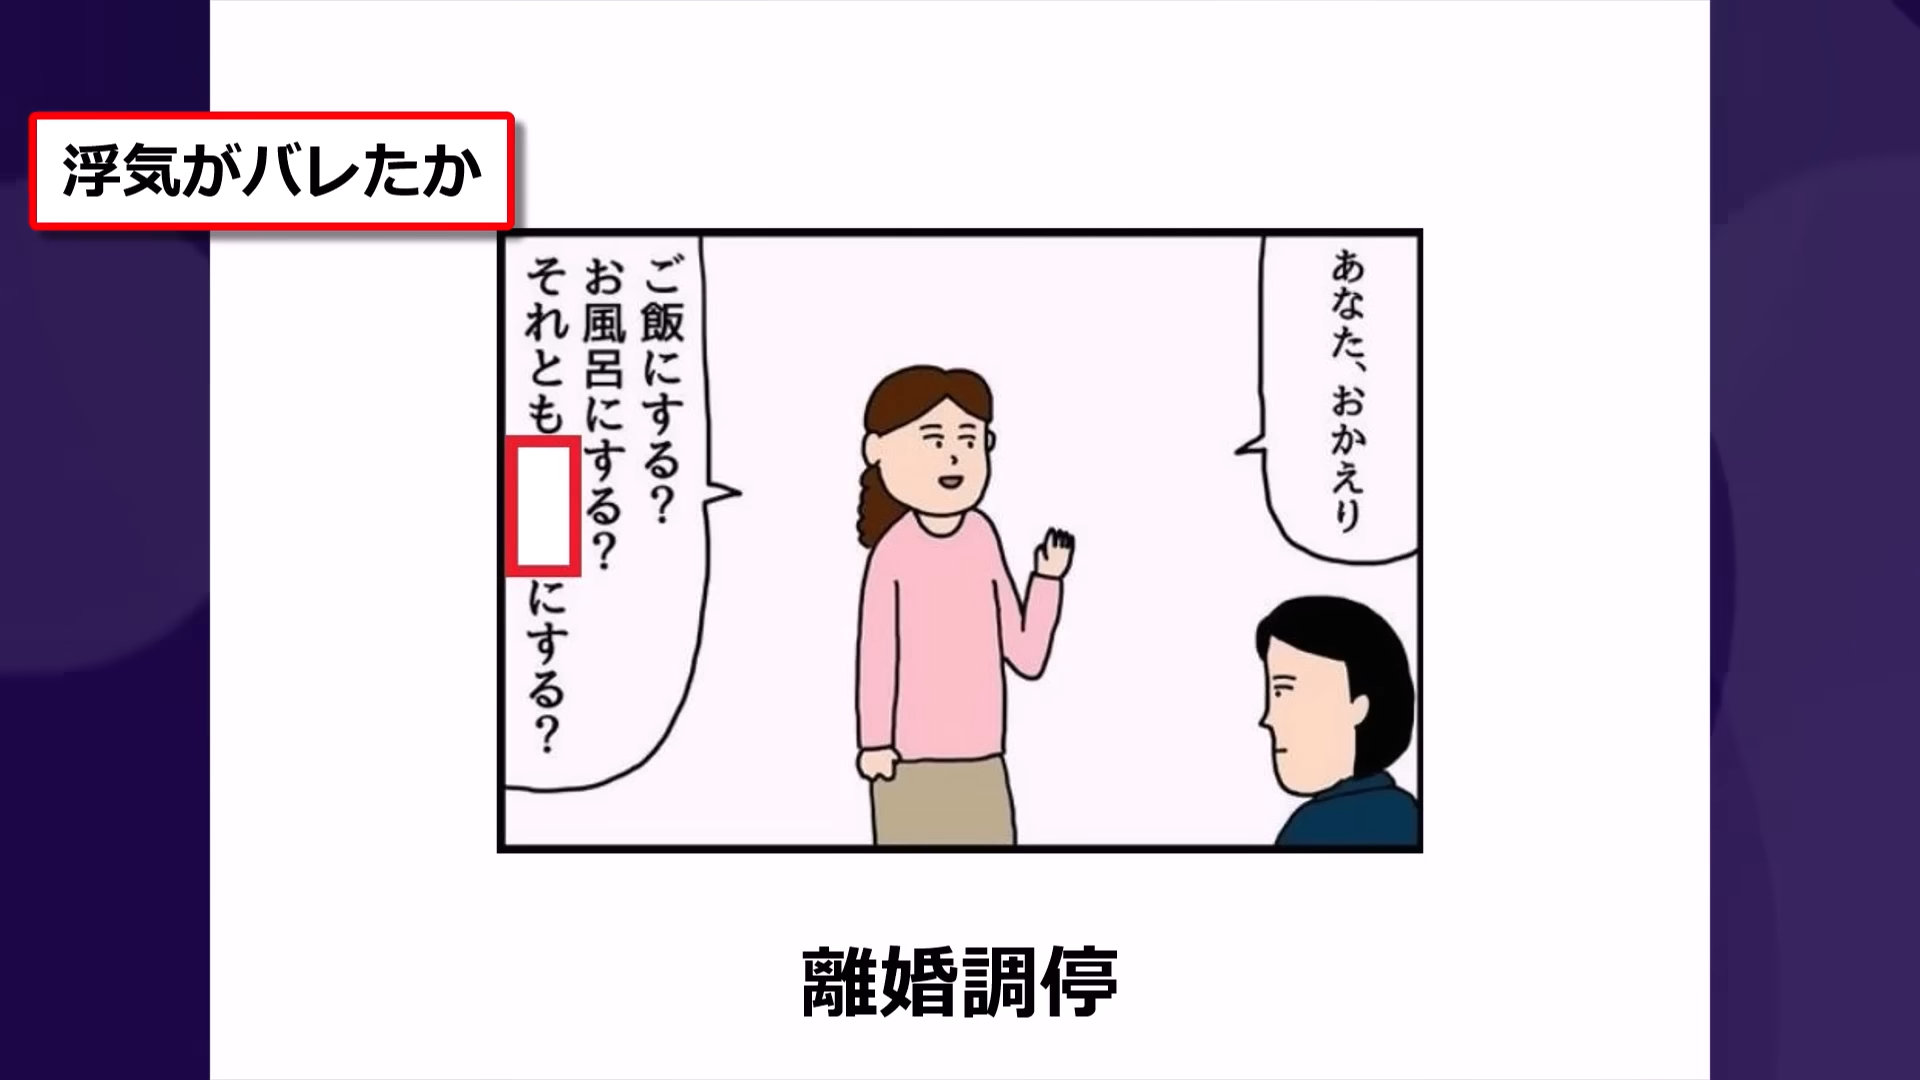 浮気がバレたか
あなた、おかえり
ご飯にする?
お風呂にする?
それとも
にする?
離婚調停